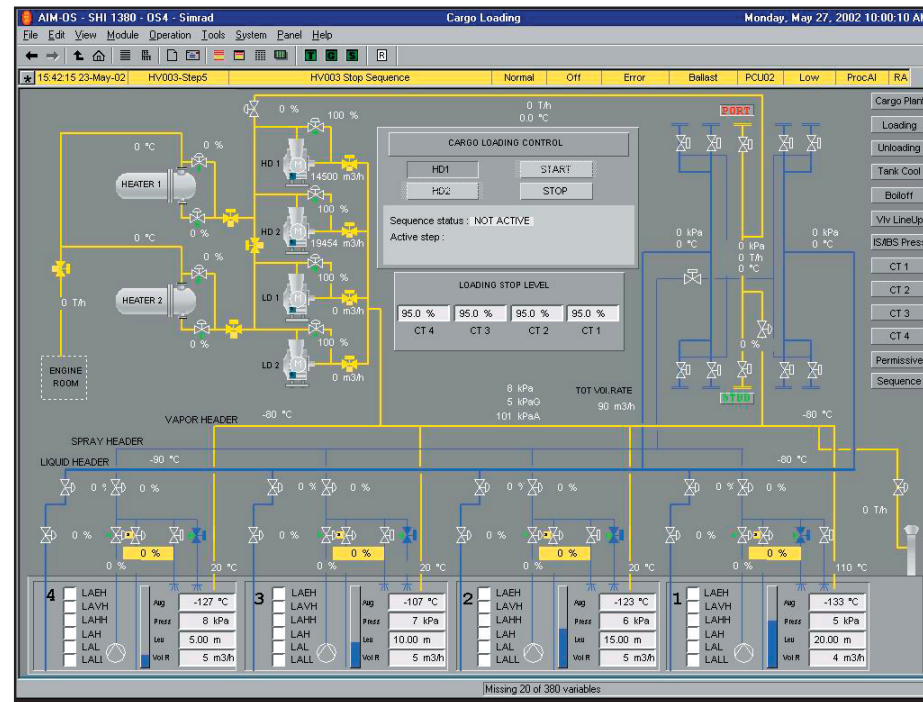 AIM-OS - SHI 1380 - OS4 - Simrad Cargo Loading Monday, May 27, 2002 10:00:10 AM
File Edit View Module Operation Tools System Panel Help
T G S R
15:42:15 23-May-02 HV003-Step5 HV003 Stop Sequence Normal Off Error Ballast PCU02 Low ProcAl RA
Cargo Plant
Loading
Unloading
Tank Cool
Boiloff
Vlv LineUp
IS/IBS Press
CT 1
CT 2
CT 3
CT 4
Permissive
Sequence
0 % 100 % 0 T/h
0.0 °C
PORT
0 °C 0 %
HEATER 1
0 %
0 °C
HEATER 2
0 %
0 T/h
ENGINE
ROOM
HD 1
14500 m3/h
100 %
HD 2
19454 m3/h
100 %
LD 1
0 m3/h
100 %
LD 2
0 m3/h
CARGO LOADING CONTROL
HD1 START
HD2 STOP
Sequence status : NOT ACTIVE
Active step :
LOADING STOP LEVEL
95.0 % 95.0 % 95.0 % 95.0 %
CT 4 CT 3 CT 2 CT 1
0 kPa
0 °C
0 kPa
0 T/h
0 °C
0 kPa
0 °C
0 %
STBD
8 kPa
5 kPaG
101 kPaA
TOT VOl.RATE
90 m3/h
VAPOR HEADER -80 °C -80 °C
SPRAY HEADER
LIQUID HEADER -90 °C -80 °C
0 % 0 % 0 % 0 % 0 % 0 % 0 % 0 %
0 T/h
0 % 0 % 0 % 0 %
0 % 0 % 0 % 0 %
0 % 20 °C 0 % 20 °C 0 % 20 °C 0 % 110 °C
4
LAEH
LAVH
LAHH
LAH
LAL
LALL
Aug -127 °C
Press 8 kPa
Leu 5.00 m
Vol R 5 m3/h
3
LAEH
LAVH
LAHH
LAH
LAL
LALL
Aug -107 °C
Press 7 kPa
Leu 10.00 m
Vol R 5 m3/h
2
LAEH
LAVH
LAHH
LAH
LAL
LALL
Aug -123 °C
Press 6 kPa
Leu 15.00 m
Vol R 5 m3/h
1
LAEH
LAVH
LAHH
LAH
LAL
LALL
Aug -133 °C
Press 5 kPa
Leu 20.00 m
Vol R 4 m3/h
Missing 20 of 380 variables